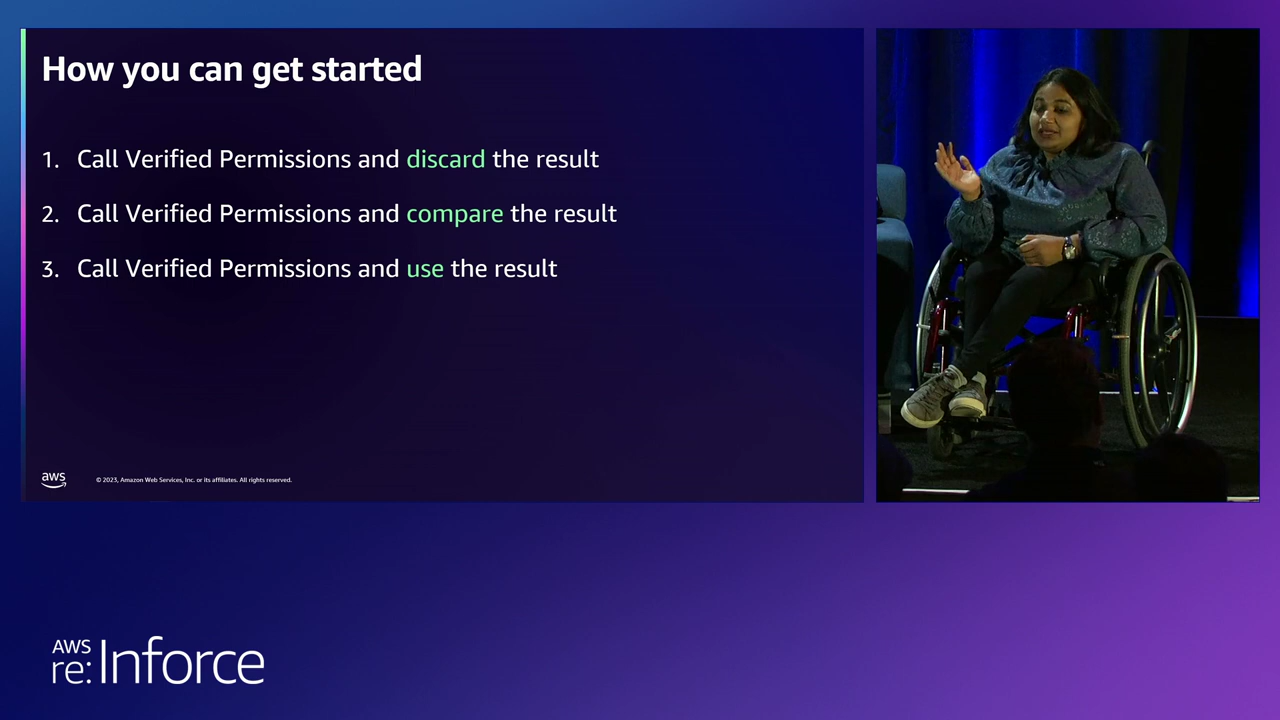 How you can get started
1. Call Verified Permissions and discard the result
2. Call Verified Permissions and compare the result
3. Call Verified Permissions and use the result
aws
© 2023, Amazon Web Services, Inc. or its affiliates. All rights reserved.
AWS
re:Inforce